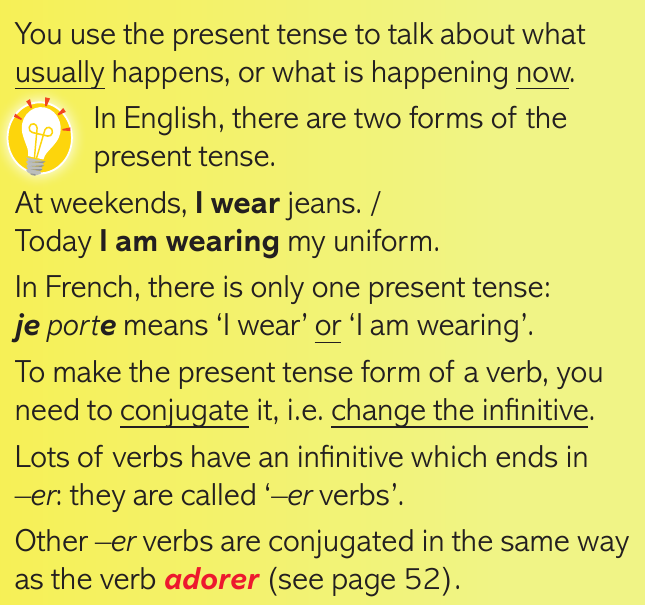 You use the present tense to talk about what
usually happens, or what is happening now.
In English, there are two forms of the
present tense.
At weekends, I wear jeans. /
Today I am wearing my uniform.
In French, there is only one present tense:
je porte means ‘I wear’ or ‘I am wearing’.
To make the present tense form of a verb, you
need to conjugate it, i.e. change the infinitive.
Lots of verbs have an infinitive which ends in
–er: they are called ‘–er verbs’.
Other –er verbs are conjugated in the same way
as the verb adorer (see page 52).